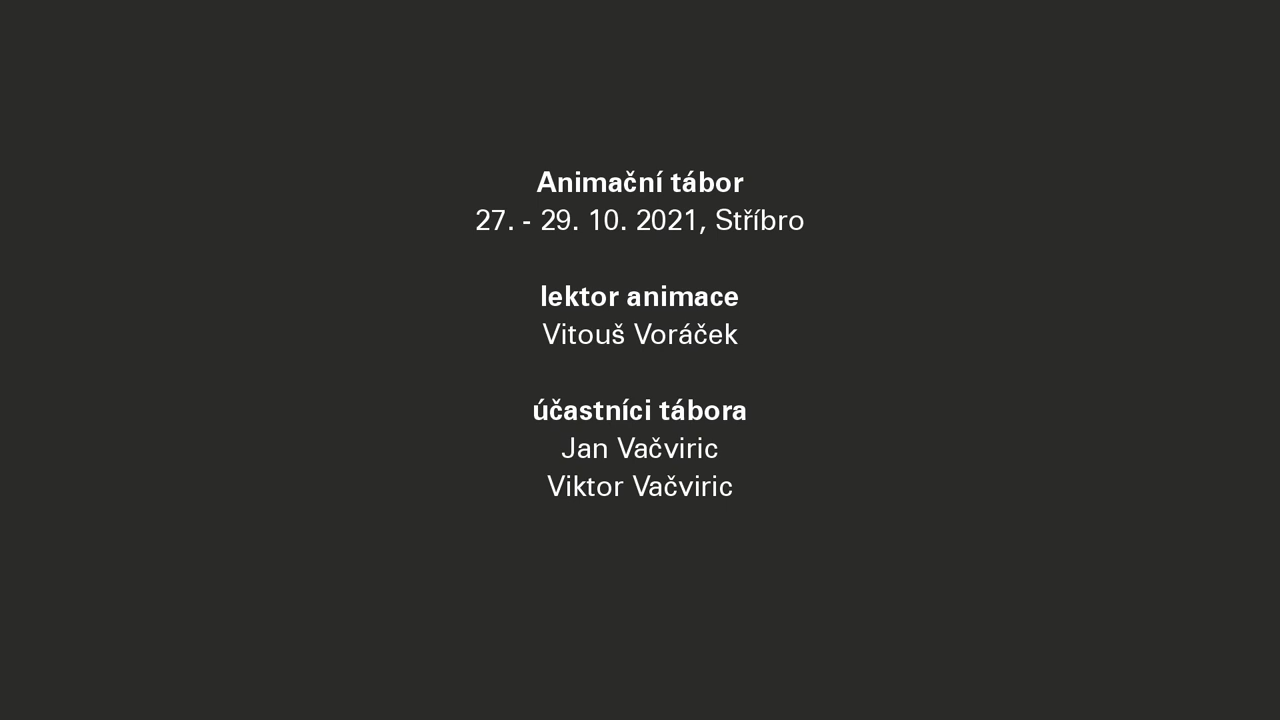 Animační tábor
27. - 29. 10. 2021, Stříbro
lektor animace
Vitouš Voráček
účastníci tábora
Jan Vačviric
Viktor Vačviric